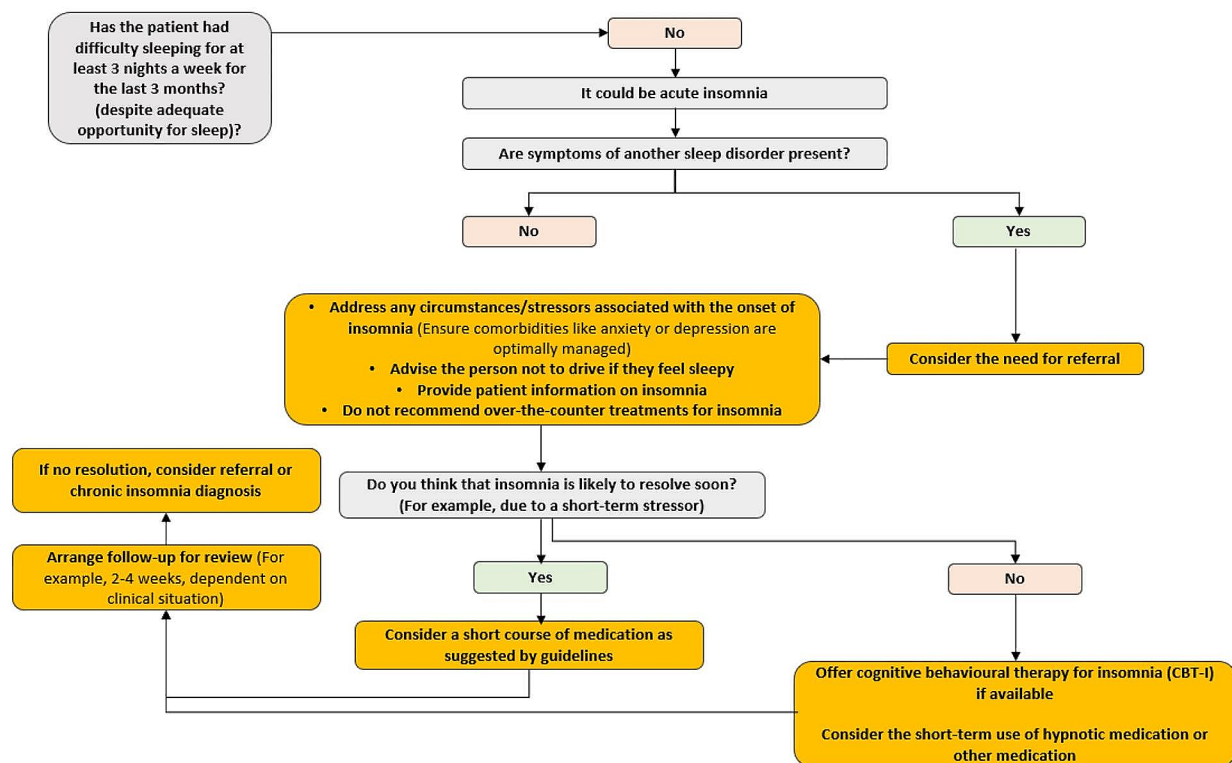 Has the patient had
difficulty sleeping for at
least 3 nights a week for
the last 3 months?
(despite adequate
opportunity for sleep)?
No
It could be acute insomnia
Are symptoms of another sleep disorder present?
No
Yes
• Address any circumstances/stressors associated with the onset of
insomnia (Ensure comorbidities like anxiety or depression are
optimally managed)
• Advise the person not to drive if they feel sleepy
• Provide patient information on insomnia
• Do not recommend over-the-counter treatments for insomnia
Consider the need for referral
Do you think that insomnia is likely to resolve soon?
(For example, due to a short-term stressor)
Yes
No
Consider a short course of medication as
suggested by guidelines
Offer cognitive behavioural therapy for insomnia (CBT-I)
if available
Consider the short-term use of hypnotic medication or
other medication
Arrange follow-up for review (For
example, 2-4 weeks, dependent on
clinical situation)
If no resolution, consider referral or
chronic insomnia diagnosis